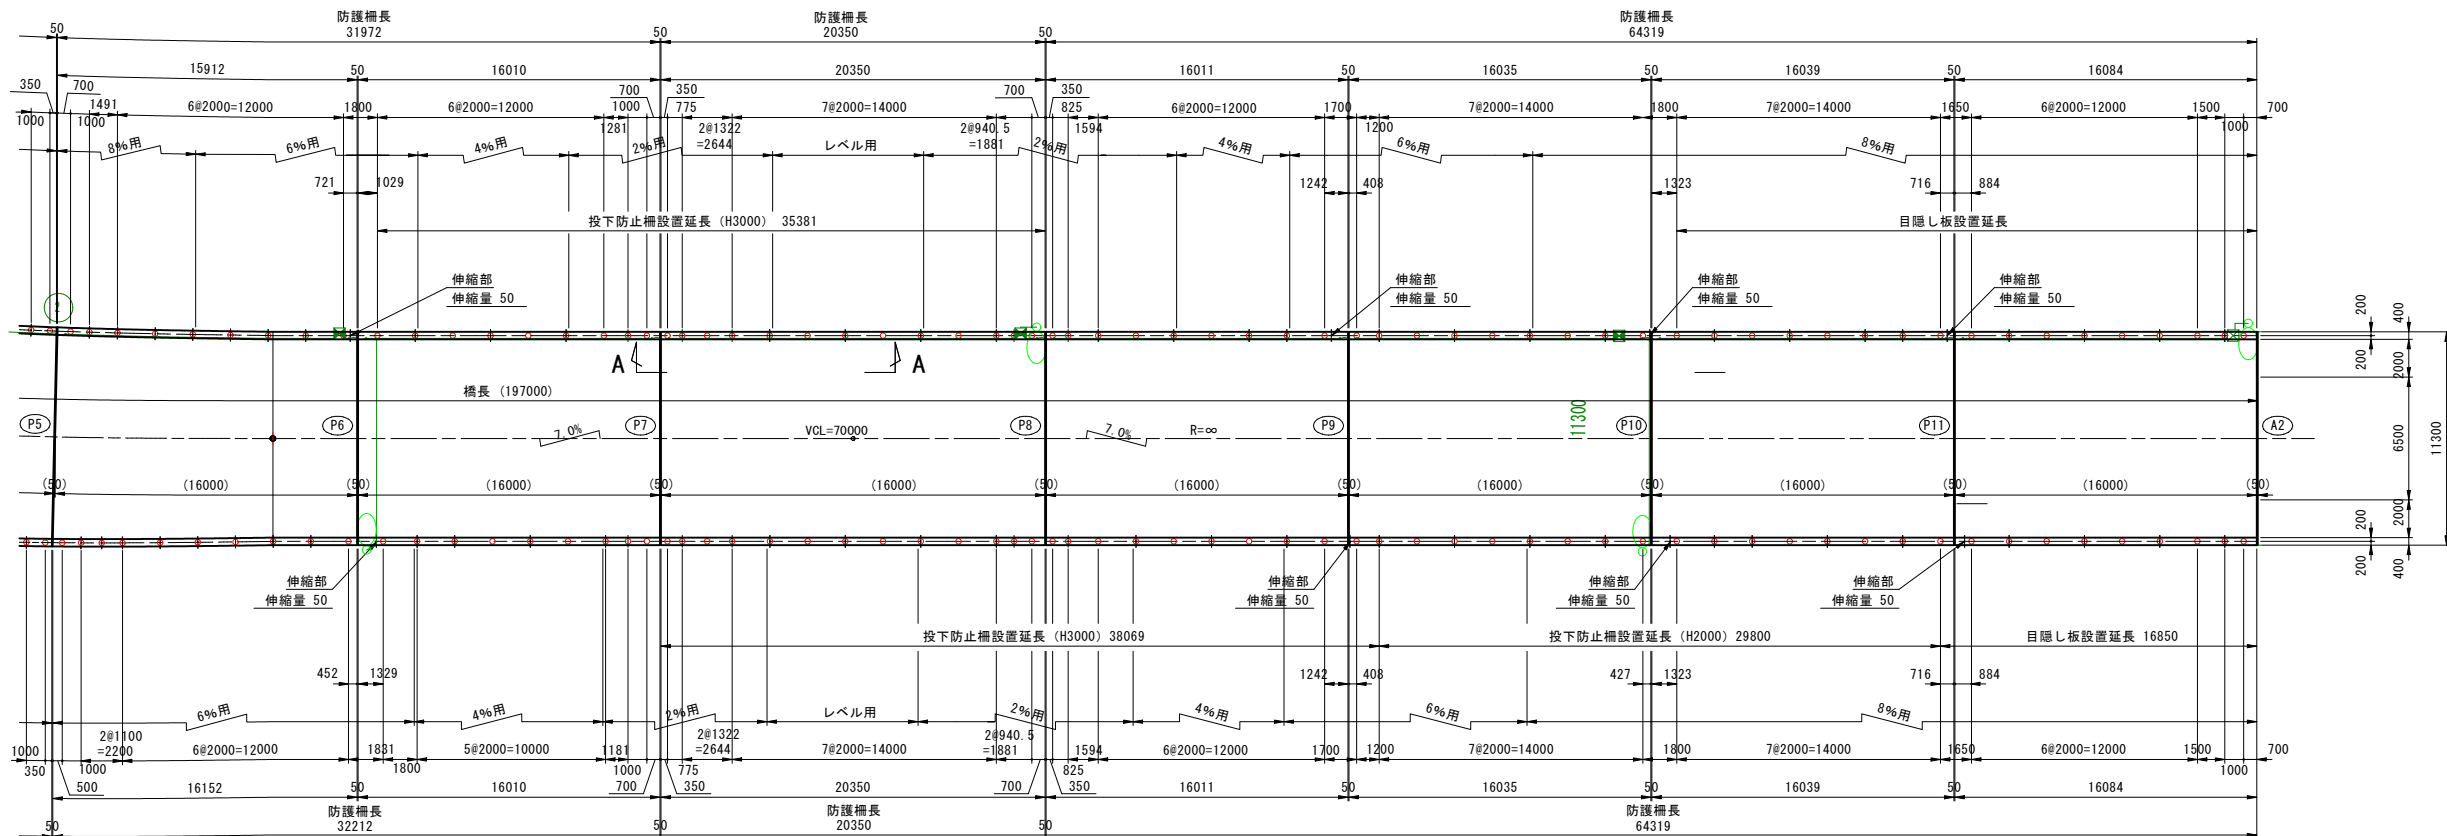 防護柵長 防護柵長 防護柵長
50 31972 50 20350 50 64319
15912 50 16010 20350 16011 50 16035 50 16039 50 16084
350 700 700 350 700 350
1000 1491 1000 6@2000=12000 1800 6@2000=12000 1281 1000 775 2@1322 7@2000=14000 2@940.5 825 1594 6@2000=12000 1700 1200 7@2000=14000 1800 7@2000=14000 1650 6@2000=12000 1500 1000 700
=2644 =1881
8%用 6%用 4%用 2%用 レベル用 2%用 4%用 6%用 8%用
721 1029 1242 408 1323 716 884
投下防止柵設置延長(H3000) 35381 目隠し板設置延長
伸縮部 伸縮部 伸縮部 伸縮部
伸縮量 50 伸縮量 50 伸縮量 50 伸縮量 50
2
200 400
A A
200 2000
橋長(197000)
P5 P6 P7 P8 P9 11300 P10 P11 A2
7.0% VCL=70000 7.0% R=∞
6500 11300
(50) (16000) (50) (16000) (50) (16000) (50) (16000) (50) (16000) (50) (16000) (50) (16000) (50)
200 2000
200 400
伸縮部 伸縮部 伸縮部 伸縮部
伸縮量 50 伸縮量 50 伸縮量 50 伸縮量 50
投下防止柵設置延長(H3000)38069 投下防止柵設置延長(H2000)29800 目隠し板設置延長 16850
452 1329 1242 408 427 1323 716 884
6%用 4%用 2%用 レベル用 2%用 4%用 6%用 8%用
2@1100 2@1322 2@940.5
1000 =2200 6@2000=12000 1831 5@2000=10000 1181 =2644 7@2000=14000 =1881 1594 6@2000=12000 1700 1200 7@2000=14000 1800 7@2000=14000 1650 6@2000=12000 1500 700
350 1000 1800 1000 775 825 1000
500 16152 50 16010 700 350 20350 700 350 16011 50 16035 50 16039 50 16084
防護柵長 防護柵長 防護柵長
50 32212 50 20350 50 64319